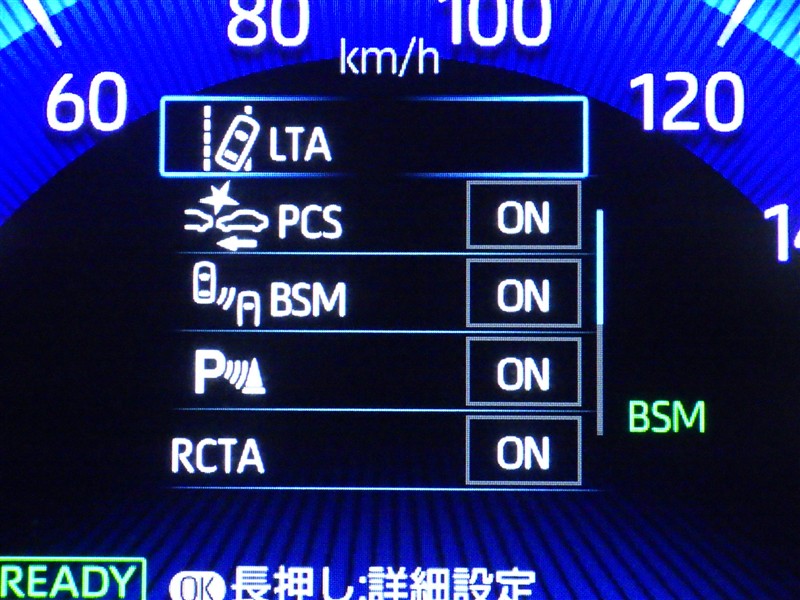 80 100
km/h
60 120
LTA
PCS ON
BSM ON
P ON
BSM
RCTA ON
READY OK 長押し:詳細設定